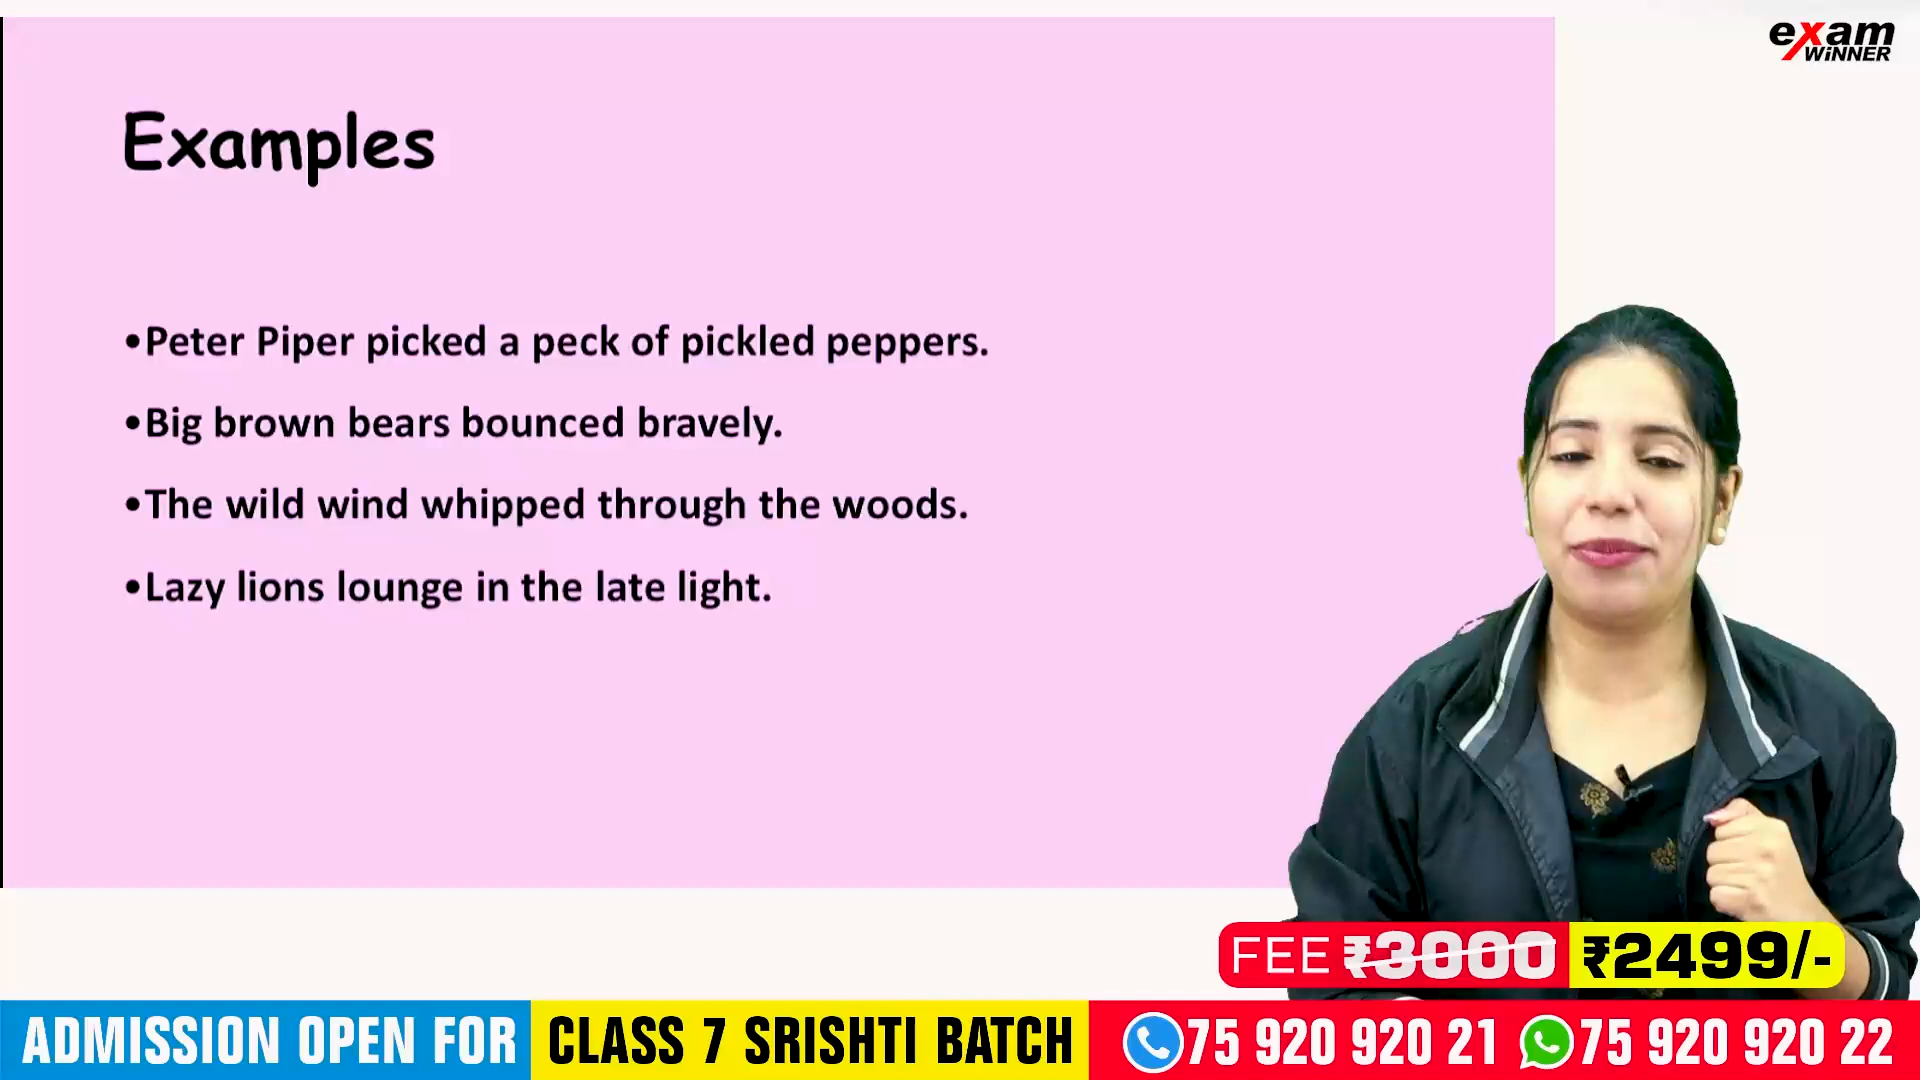 exam
WiNNER
Examples
•Peter Piper picked a peck of pickled peppers.
•Big brown bears bounced bravely.
•The wild wind whipped through the woods.
•Lazy lions lounge in the late light.
FEE ₹3000 ₹2499/-
ADMISSION OPEN FOR CLASS 7 SRISHTI BATCH 75 920 920 21 75 920 920 22